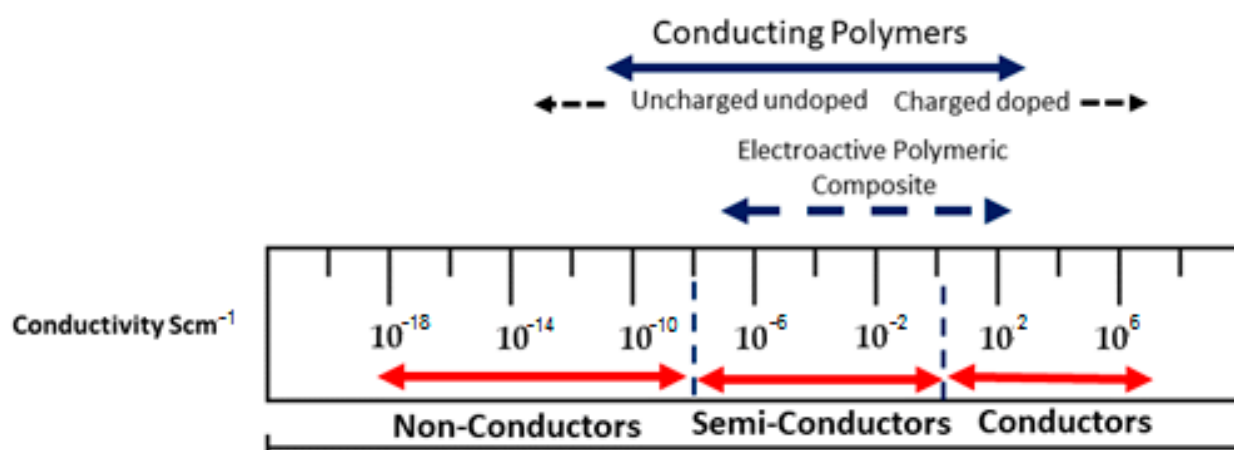 Conducting Polymers
Uncharged undoped Charged doped
Electroactive Polymeric
Composite
Conductivity Scm⁻¹ 10⁻¹⁸ 10⁻¹⁴ 10⁻¹⁰ 10⁻⁶ 10⁻² 10² 10⁶
Non-Conductors Semi-Conductors Conductors